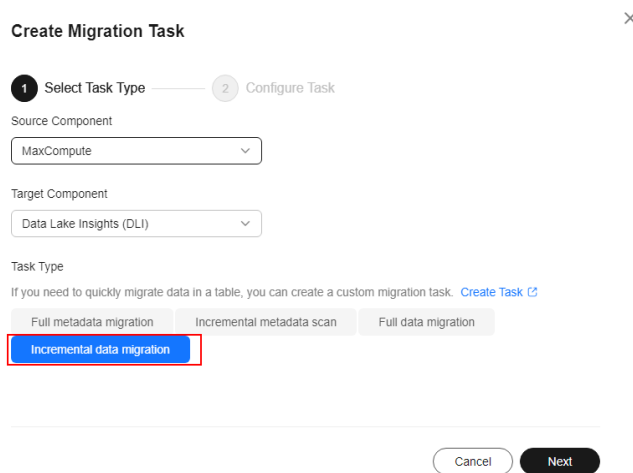 Create Migration Task
1 Select Task Type 2 Configure Task
Source Component
MaxCompute
Target Component
Data Lake Insights (DLI)
Task Type
If you need to quickly migrate data in a table, you can create a custom migration task. Create Task
Full metadata migration Incremental metadata scan Full data migration
Incremental data migration
Cancel Next